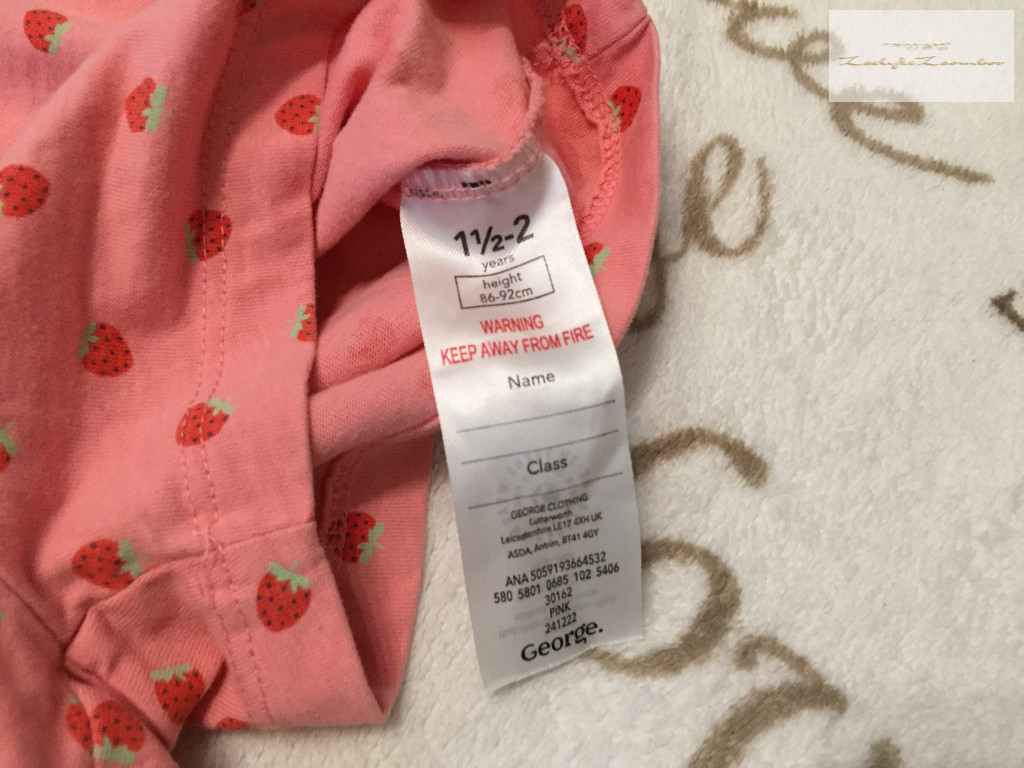 1½-2
years
height
86-92cm
WARNING
KEEP AWAY FROM FIRE
Name
Class
GEORGE CLOTHING
Lutterworth
Leicestershire LE17 4XH UK
ASDA, Antrim, BT41 4GY
ANA 5059193664532
580 5801 0685 102 5406
30162
PINK
241222
George.